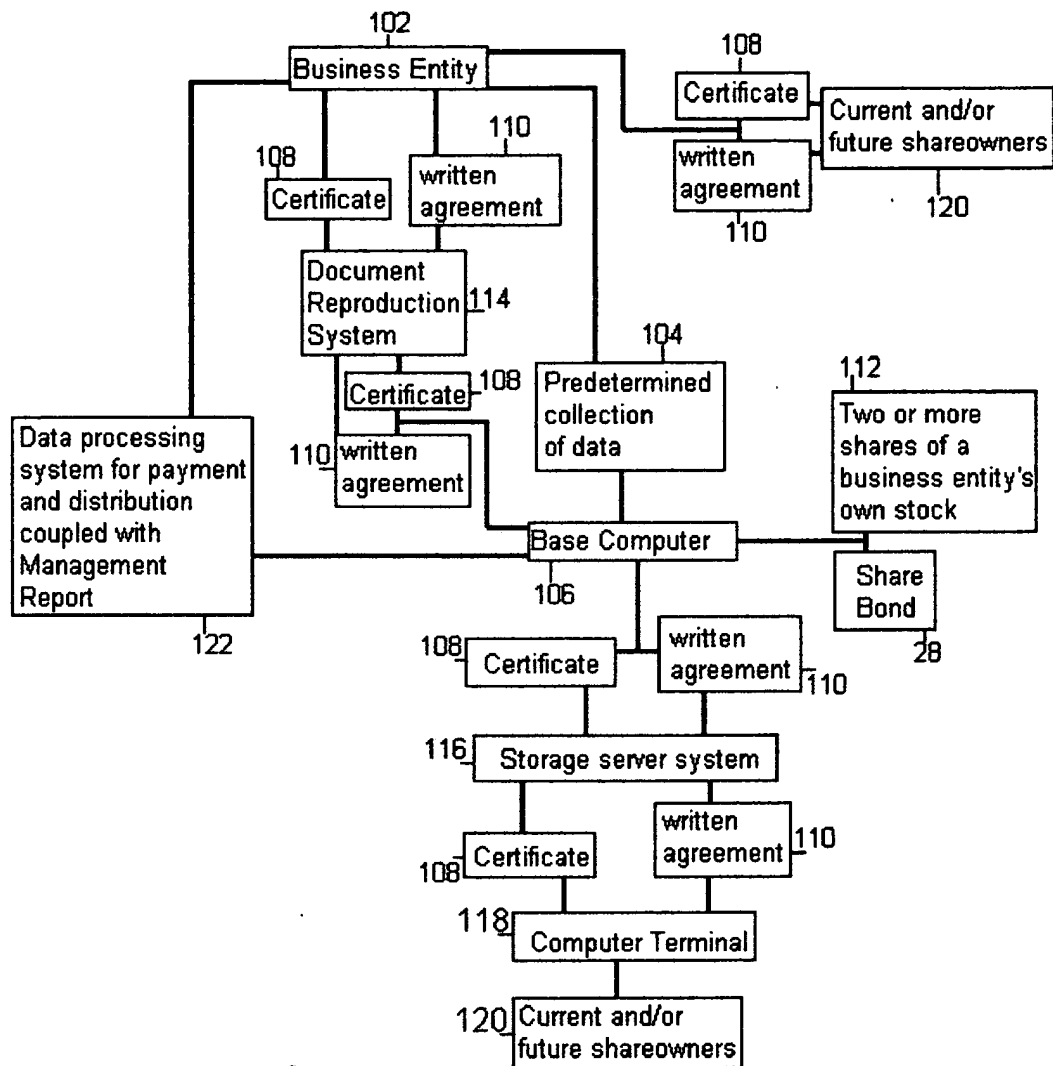 102
Business Entity
108
Certificate
Current and/or
future shareowners
written
agreement
110
120
110
written
agreement
108
Certificate
Document
Reproduction
System
114
104
Predetermined
collection
of data
112
Two or more
shares of a
business entity's
own stock
Certificate
108
110
written
agreement
Data processing
system for payment
and distribution
coupled with
Management
Report
122
Base Computer
106
Share
Bond
28
108
Certificate
written
agreement
110
116
Storage server system
108
Certificate
written
agreement
110
118
Computer Terminal
120
Current and/or
future shareowners